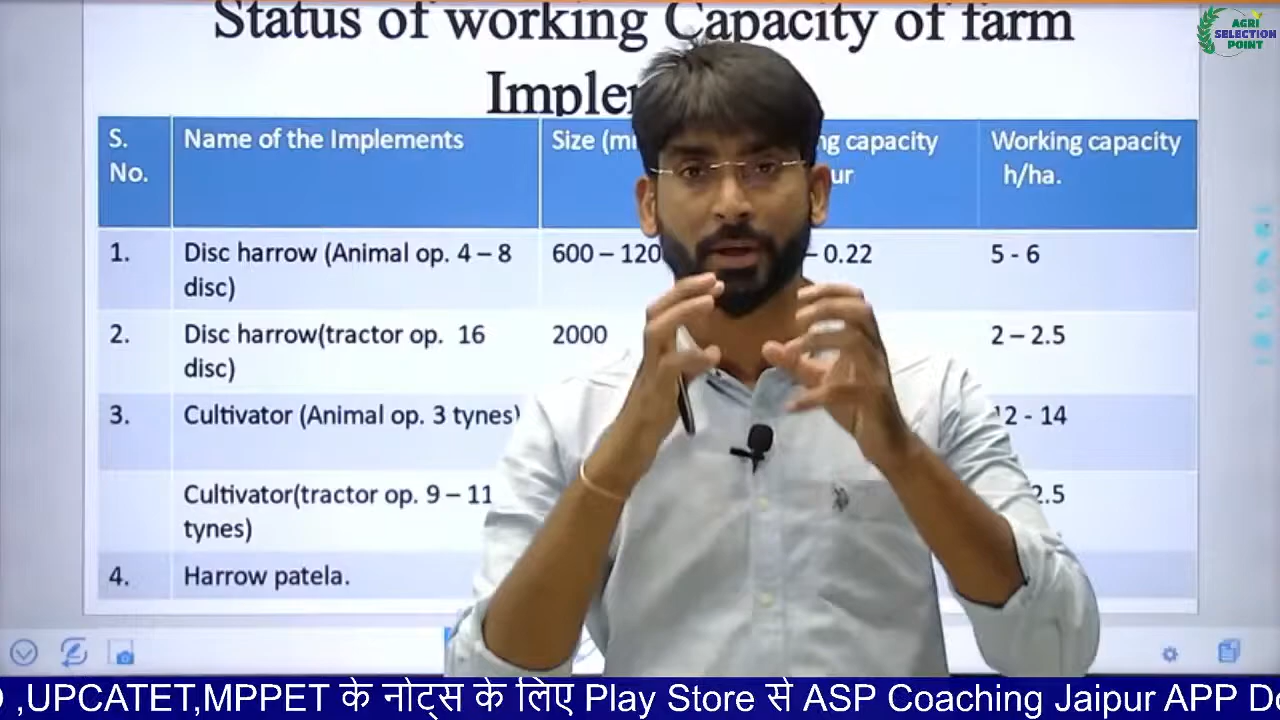 Status of working Capacity of farm
AGRI
SELECTION
POINT
S.
No.
Name of the Implements
Size
capacity
Working capacity
h/ha.
1.
Disc harrow (Animal op. 4 – 8
disc)
600 –
– 0.22
5 - 6
2.
Disc harrow(tractor op. 16
disc)
2000
2 – 2.5
3.
Cultivator (Animal op. 3 tynes)
- 14
Cultivator(tractor op. 9 – 11
tynes)
4.
Harrow patela.
,UPCATET,MPPET के नोट्स के लिए Play Store से ASP Coaching Jaipur APP